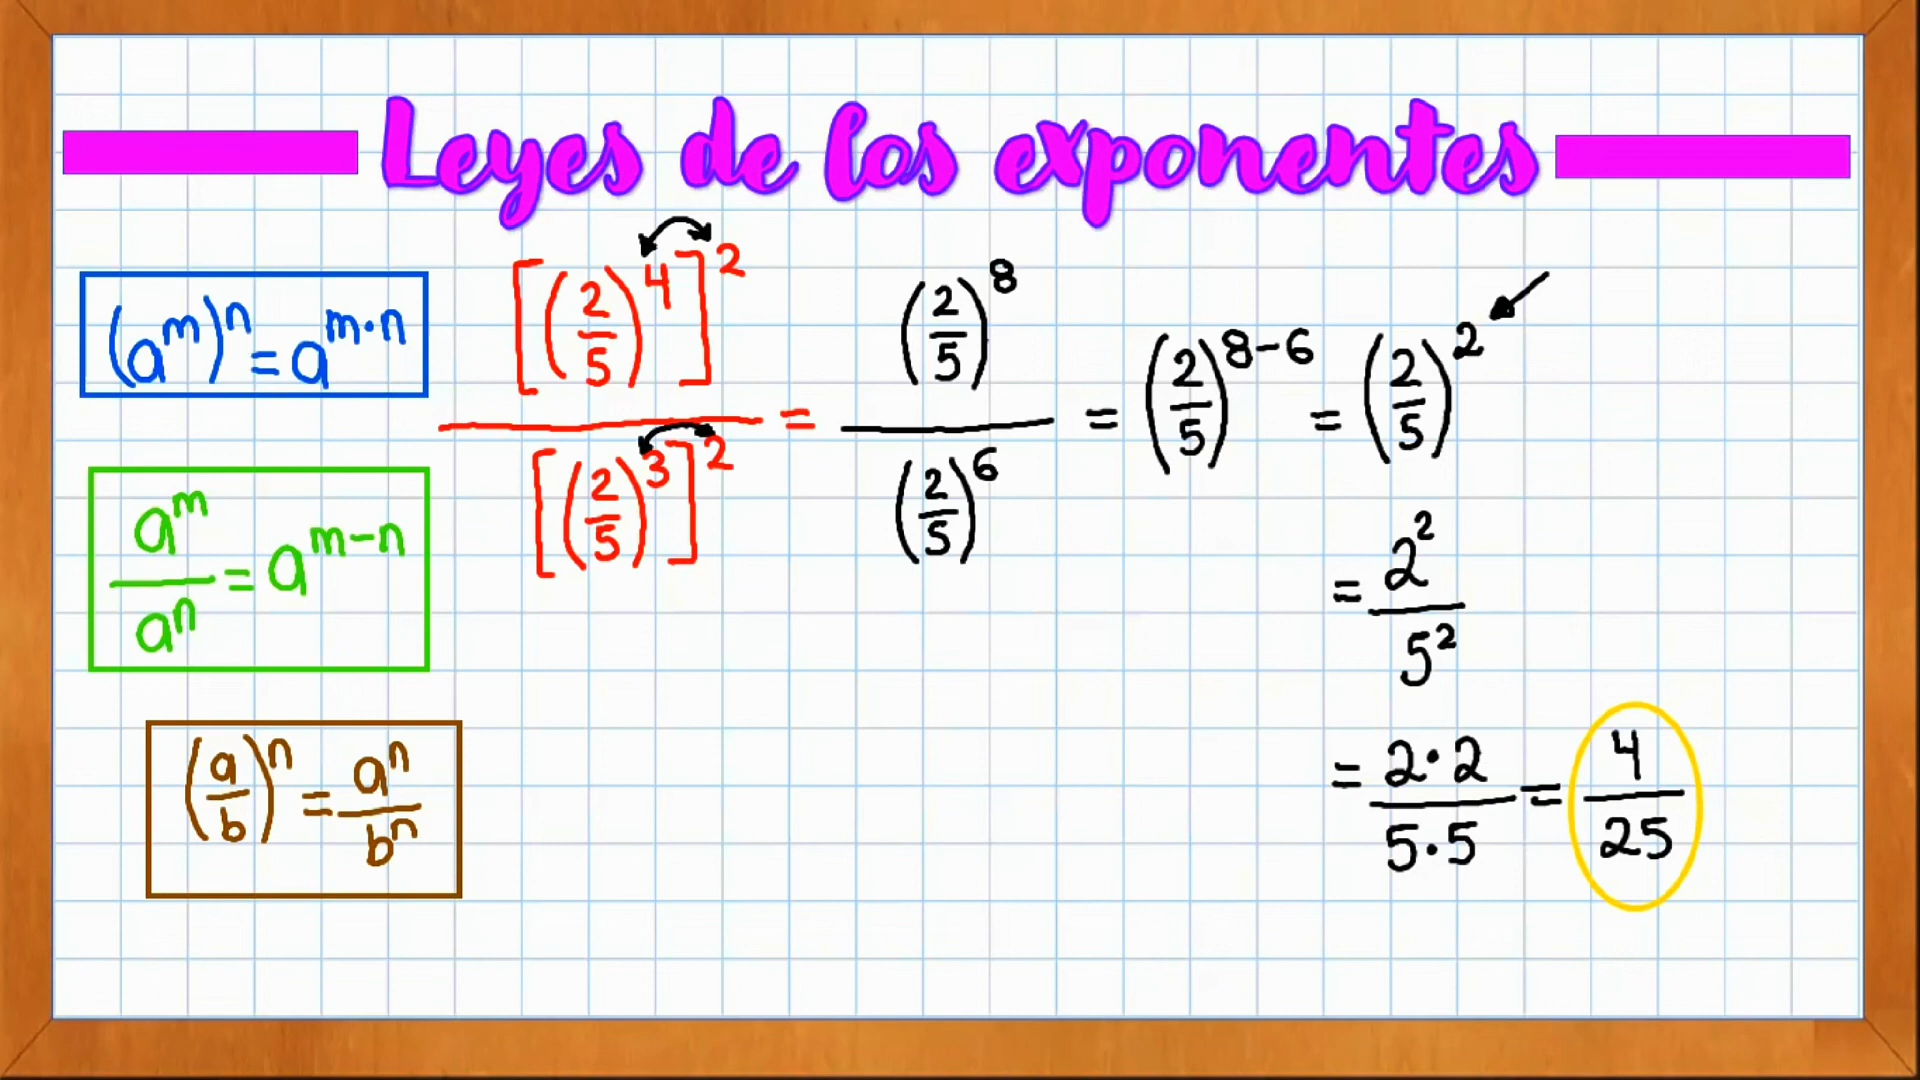 Leyes de los exponentes
(a^m)^n = a^(m·n)
a^m / a^n = a^(m-n)
(a/b)^n = a^n / b^n
[(2/5)^4]^2 / [(2/5)^3]^2 = (2/5)^8 / (2/5)^6 = (2/5)^(8-6) = (2/5)^2
= 2^2 / 5^2
= 2·2 / 5·5 = 4/25